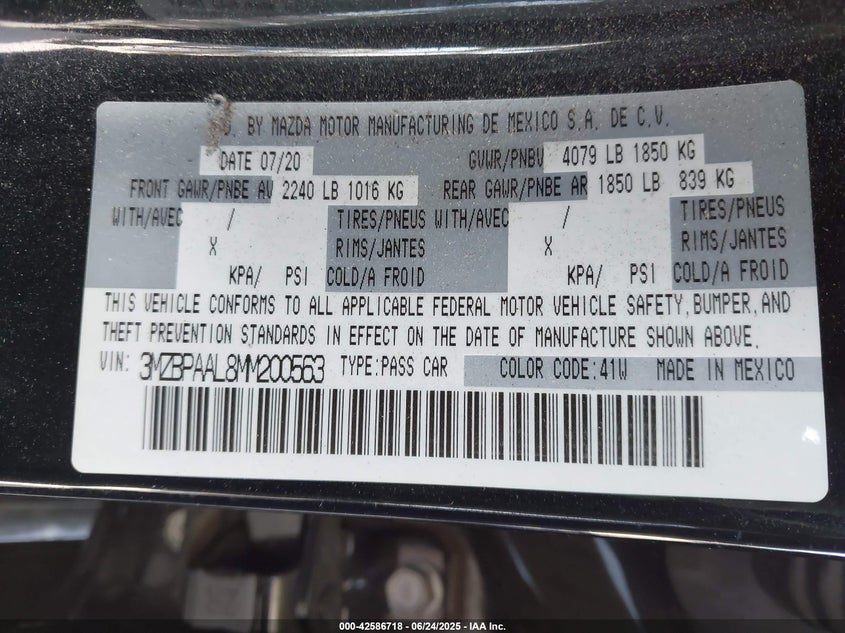 D. BY MAZDA MOTOR MANUFACTURING DE MEXICO S.A. DE C.V.
DATE 07/20 GVWR/PNBV 4079 LB 1850 KG
FRONT GAWR/PNBE AV 2240 LB 1016 KG REAR GAWR/PNBE AR 1850 LB 839 KG
WITH/AVEC / TIRES/PNEUS WITH/AVEC / TIRES/PNEUS
X RIMS/JANTES X RIMS/JANTES
KPA/ PSI COLD/A FROID KPA/ PSI COLD/A FROID
THIS VEHICLE CONFORMS TO ALL APPLICABLE FEDERAL MOTOR VEHICLE SAFETY, BUMPER, AND
THEFT PREVENTION STANDARDS IN EFFECT ON THE DATE OF MANUFACTURE SHOWN ABOVE.
VIN: 3MZBPAAL8MM200563 TYPE:PASS CAR COLOR CODE:41W MADE IN MEXICO
000-42586718 - 06/24/2025 - IAA Inc.